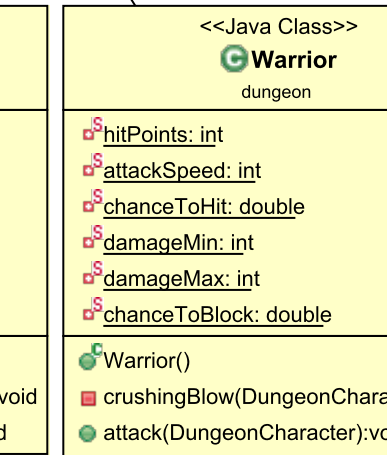 <<Java Class>>
C Warrior
dungeon
S hitPoints: int
S attackSpeed: int
S chanceToHit: double
S damageMin: int
S damageMax: int
S chanceToBlock: double
C Warrior()
void
crushingBlow(DungeonChara
d
attack(DungeonCharacter):vo